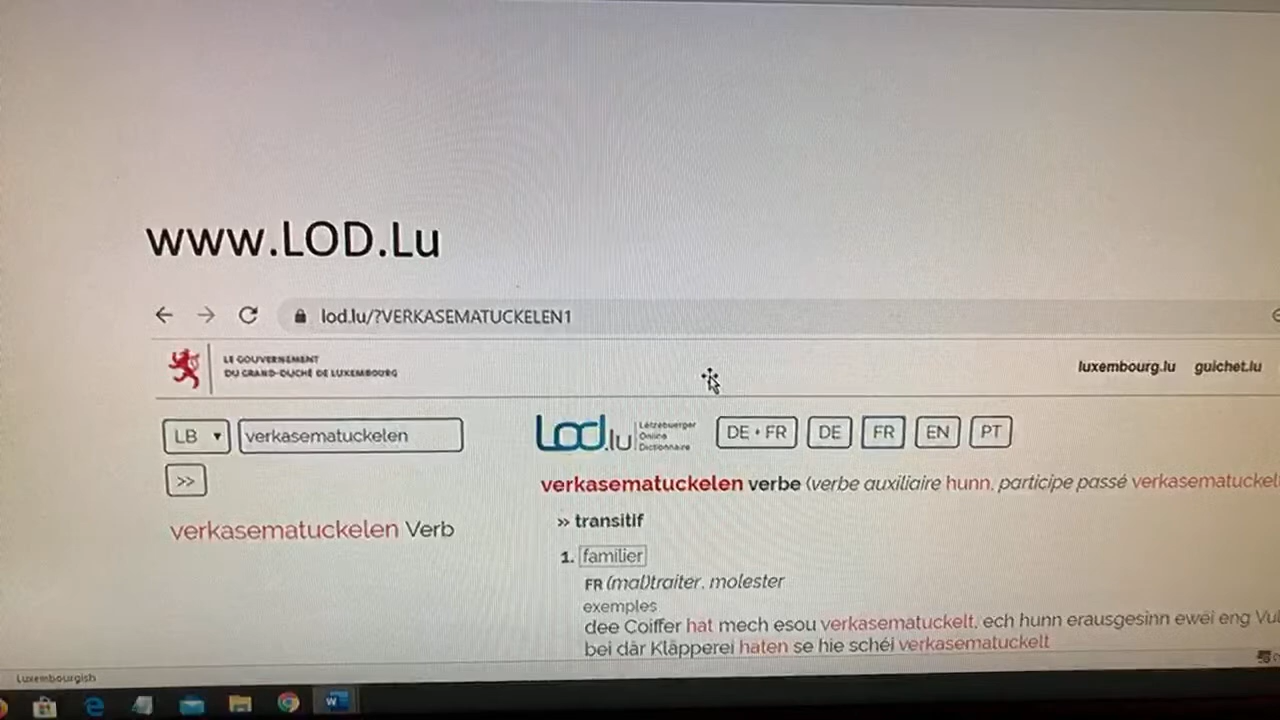 www.LOD.Lu
lod.lu/?VERKASEMATUCKELEN1
LE GOUVERNEMENT
DU GRAND-DUCHÉ DE LUXEMBOURG
luxembourg.lu guichet.lu
LB verkasematuckelen
Lod.lu Lëtzebuerger
Online
Dictionnaire
DE • FR DE FR EN PT
>>
verkasematuckelen verbe (verbe auxiliaire hunn, participe passé
verkasematuckelen Verb
» transitif
1. familier
FR (mal)traiter, molester
exemples
dee Coiffer hat mech esou verkasematuckelt, ech hunn erausgesinn ewéi eng
bei där Kläpperei haten se hie schéi verkasematuckelt
Luxembourgish